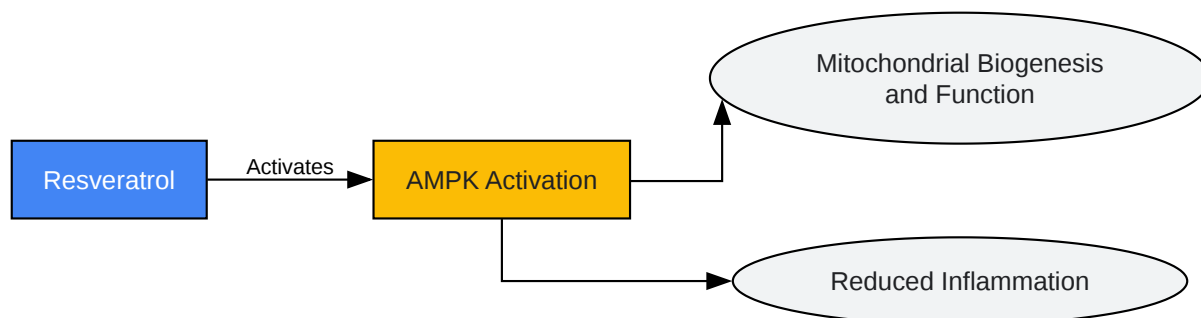 Mitochondrial Biogenesis
and Function
Resveratrol
Activates
AMPK Activation
Reduced Inflammation